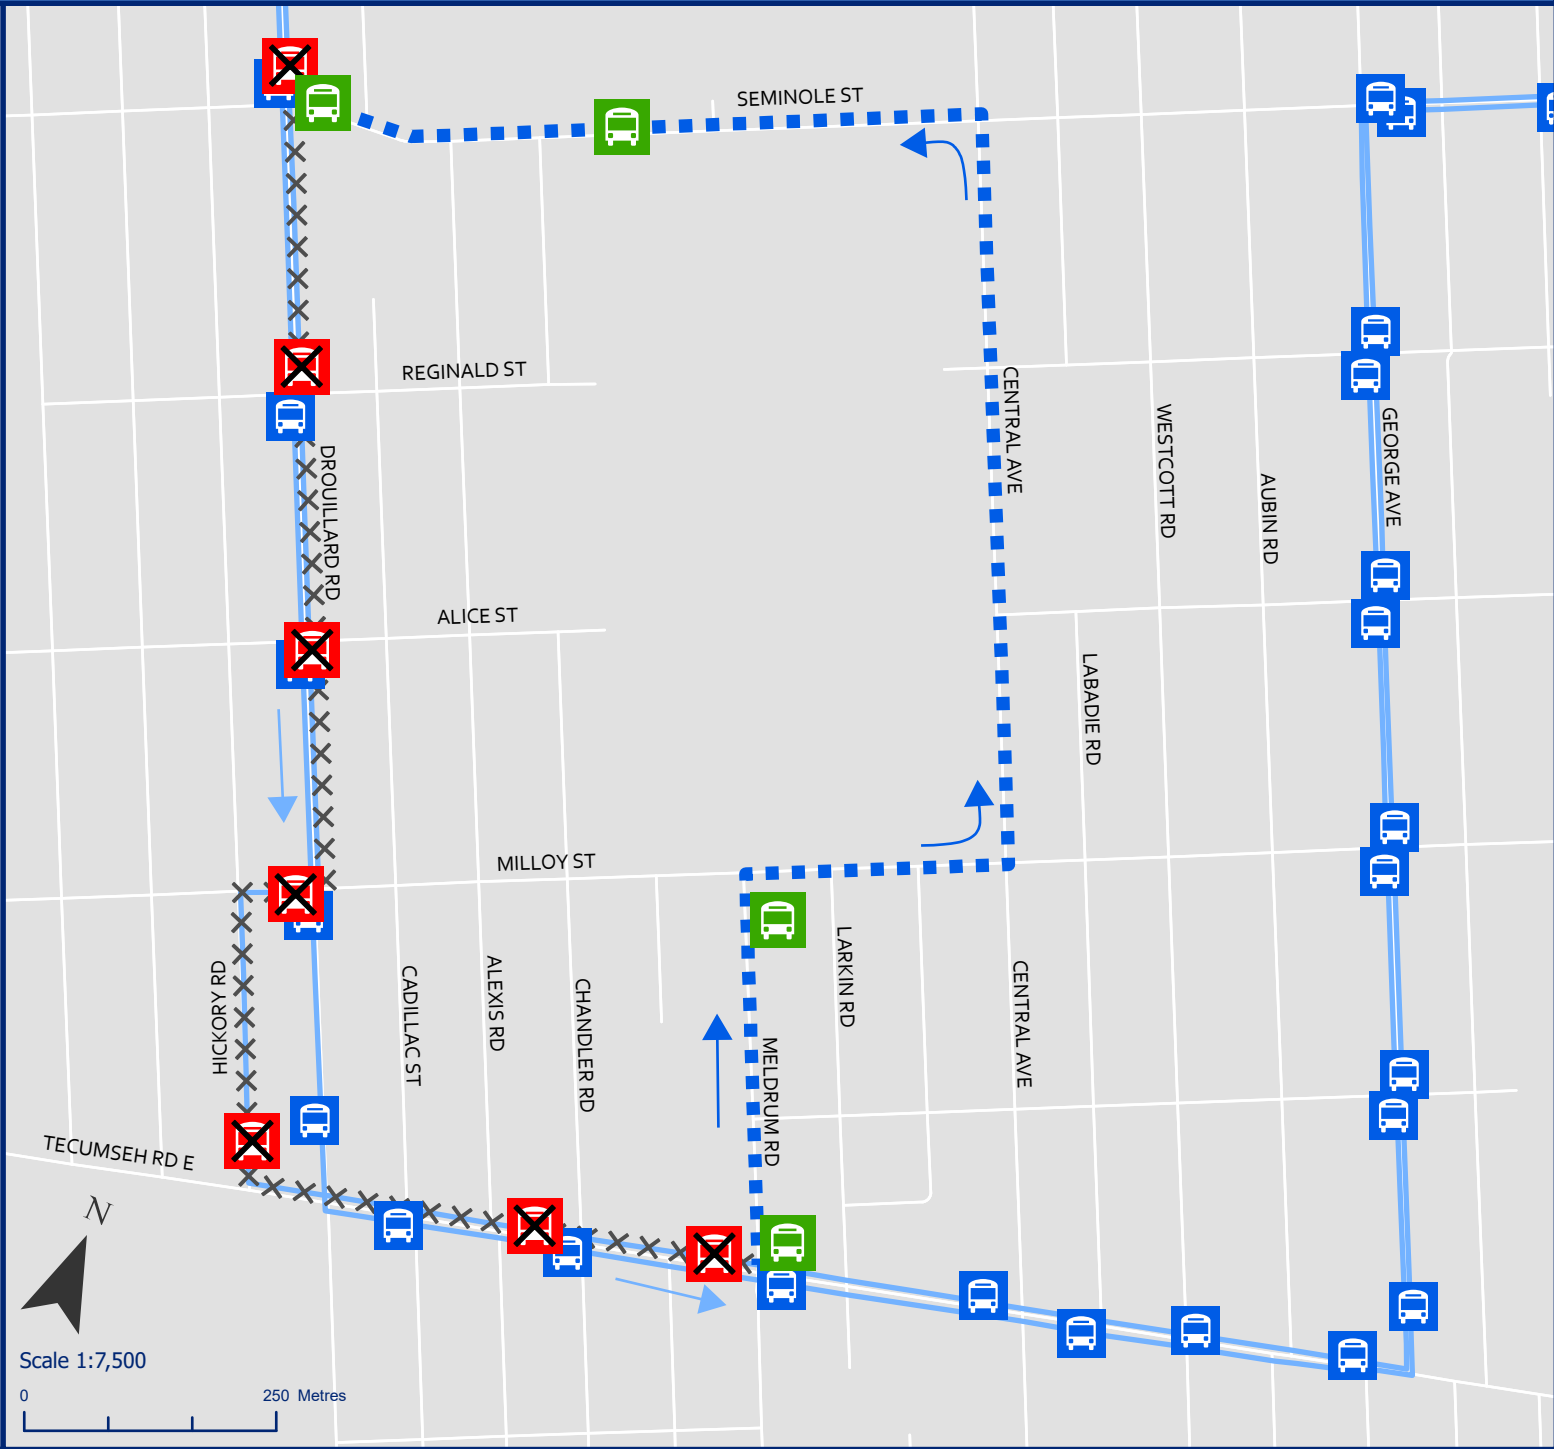 SEMINOLE ST
REGINALD ST
CENTRAL AVE
WESTCOTT RD
GEORGE AVE
DROUILLARD RD
AUBIN RD
ALICE ST
LABADIE RD
MILLOY ST
HICKORY RD
CADILLAC ST
ALEXIS RD
CHANDLER RD
LARKIN RD
CENTRAL AVE
MELDRUM RD
TECUMSEH RD E
N
Scale 1:7,500
0 250 Metres